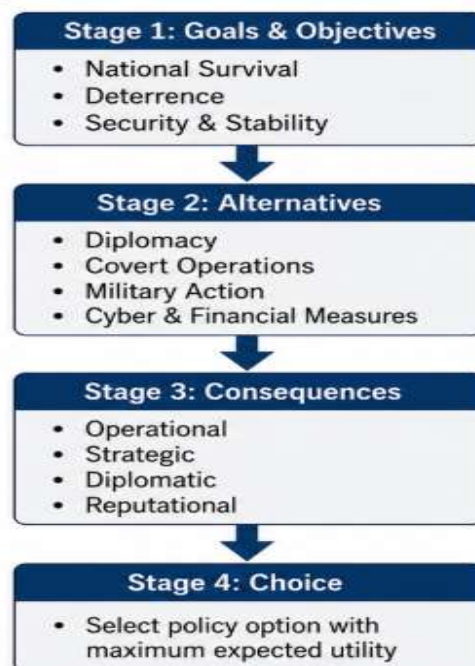 Stage 1: Goals & Objectives
• National Survival
• Deterrence
• Security & Stability
Stage 2: Alternatives
• Diplomacy
• Covert Operations
• Military Action
• Cyber & Financial Measures
Stage 3: Consequences
• Operational
• Strategic
• Diplomatic
• Reputational
Stage 4: Choice
• Select policy option with
maximum expected utility